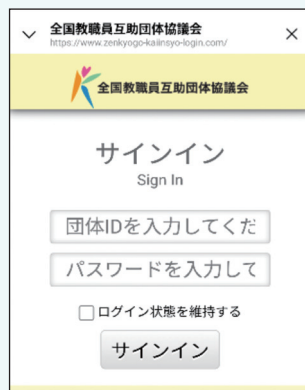 全国教職員互助団体協議会
https://www.zenkyogo-kaiinsyo-login.com/
全国教職員互助団体協議会
サインイン
Sign In
団体IDを入力してくだ
パスワードを入力して
ログイン状態を維持する
サインイン